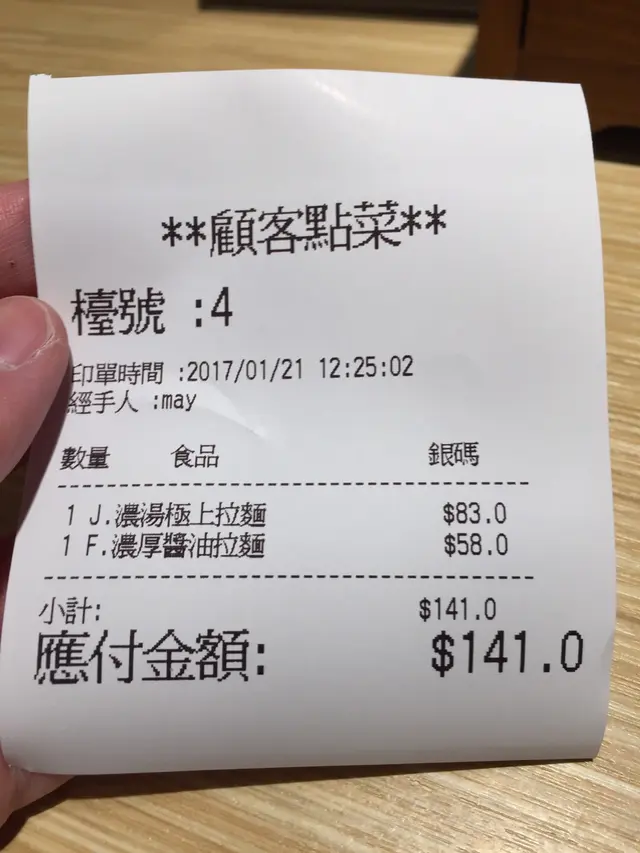 **顧客點菜**
檯號 :4
印單時間 :2017/01/21 12:25:02
經手人 :may
數量 食品 銀碼
--------------------------------------------
1 J.濃湯極上拉麵 $83.0
1 F.濃厚醬油拉麵 $58.0
--------------------------------------------
小計: $141.0
應付金額: $141.0